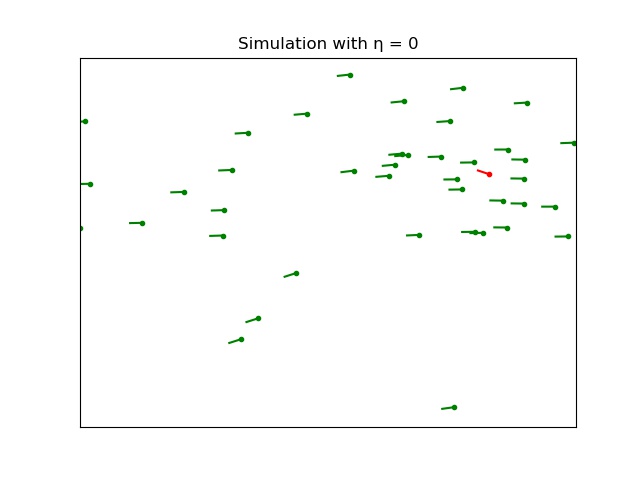 Simulation with η = 0